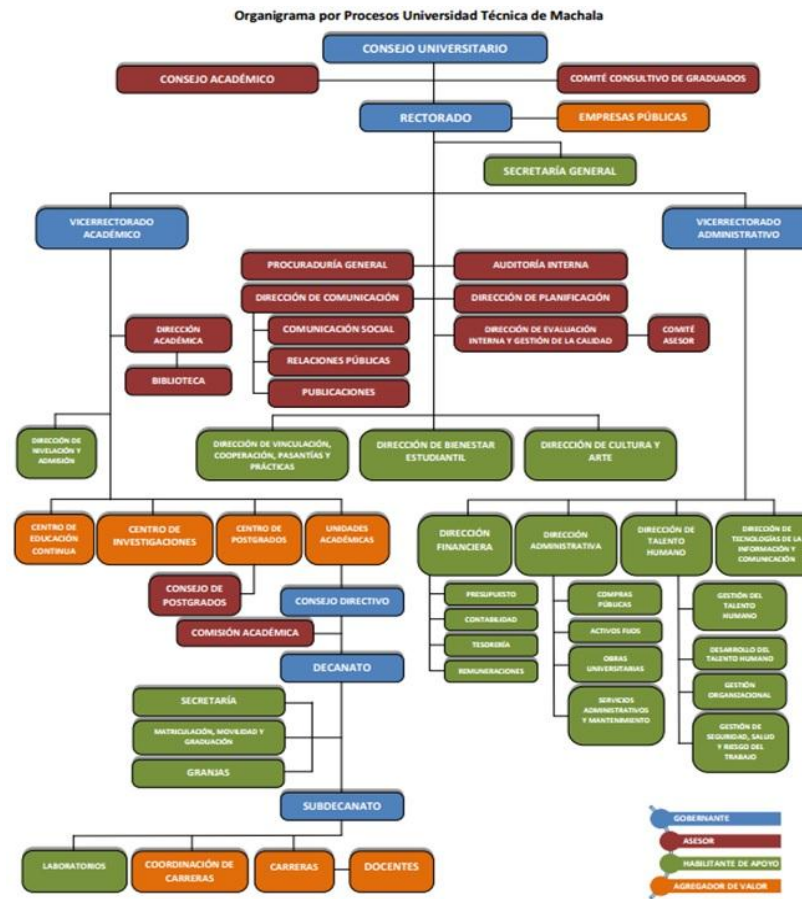 Organigrama por Procesos Universidad Técnica de Machala
CONSEJO UNIVERSITARIO
CONSEJO ACADÉMICO
COMITÉ CONSULTIVO DE GRADUADOS
RECTORADO
EMPRESAS PÚBLICAS
SECRETARÍA GENERAL
VICERRECTORADO
ACADÉMICO
VICERRECTORADO
ADMINISTRATIVO
PROCURADURÍA GENERAL
AUDITORÍA INTERNA
DIRECCIÓN DE COMUNICACIÓN
DIRECCIÓN DE PLANIFICACIÓN
COMUNICACIÓN SOCIAL
RELACIONES PÚBLICAS
PUBLICACIONES
DIRECCIÓN DE EVALUACIÓN
INTERNA Y GESTIÓN DE LA CALIDAD
COMITÉ
ASESOR
DIRECCIÓN
ACADÉMICA
BIBLIOTECA
DIRECCIÓN DE
NIVELACIÓN Y
ADMISIÓN
DIRECCIÓN DE VINCULACIÓN,
COOPERACIÓN, PASANTÍAS Y
PRÁCTICAS
DIRECCIÓN DE BIENESTAR
ESTUDIANTIL
DIRECCIÓN DE CULTURA Y
ARTE
CENTRO DE
EDUCACIÓN
CONTINUA
CENTRO DE
INVESTIGACIONES
CENTRO DE
POSTGRADOS
UNIDADES
ACADÉMICAS
DIRECCIÓN
FINANCIERA
DIRECCIÓN
ADMINISTRATIVA
DIRECCIÓN DE
TALENTO
HUMANO
DIRECCIÓN DE
TECNOLOGÍAS DE LA
INFORMACIÓN Y
COMUNICACIÓN
CONSEJO DE
POSTGRADOS
CONSEJO DIRECTIVO
COMISIÓN ACADÉMICA
DECANATO
SECRETARÍA
MATRICULACIÓN, MOVILIDAD Y
GRADUACIÓN
GRANJAS
SUBDECANATO
LABORATORIOS
COORDINACIÓN DE
CARRERAS
CARRERAS
DOCENTES
PRESUPUESTO
CONTABILIDAD
TESORERÍA
REMUNERACIONES
COMPRAS
PÚBLICAS
ACTIVOS FIJOS
OBRAS
UNIVERSITARIAS
SERVICIOS
ADMINISTRATIVOS
Y MANTENIMIENTO
GESTIÓN DEL
TALENTO
HUMANO
DESARROLLO DEL
TALENTO HUMANO
GESTIÓN
ORGANIZACIONAL
GESTIÓN DE
SEGURIDAD, SALUD
Y RIESGO DEL
TRABAJO
GOBERNANTE
ASESOR
HABILITANTE DE APOYO
AGREGADOR DE VALOR